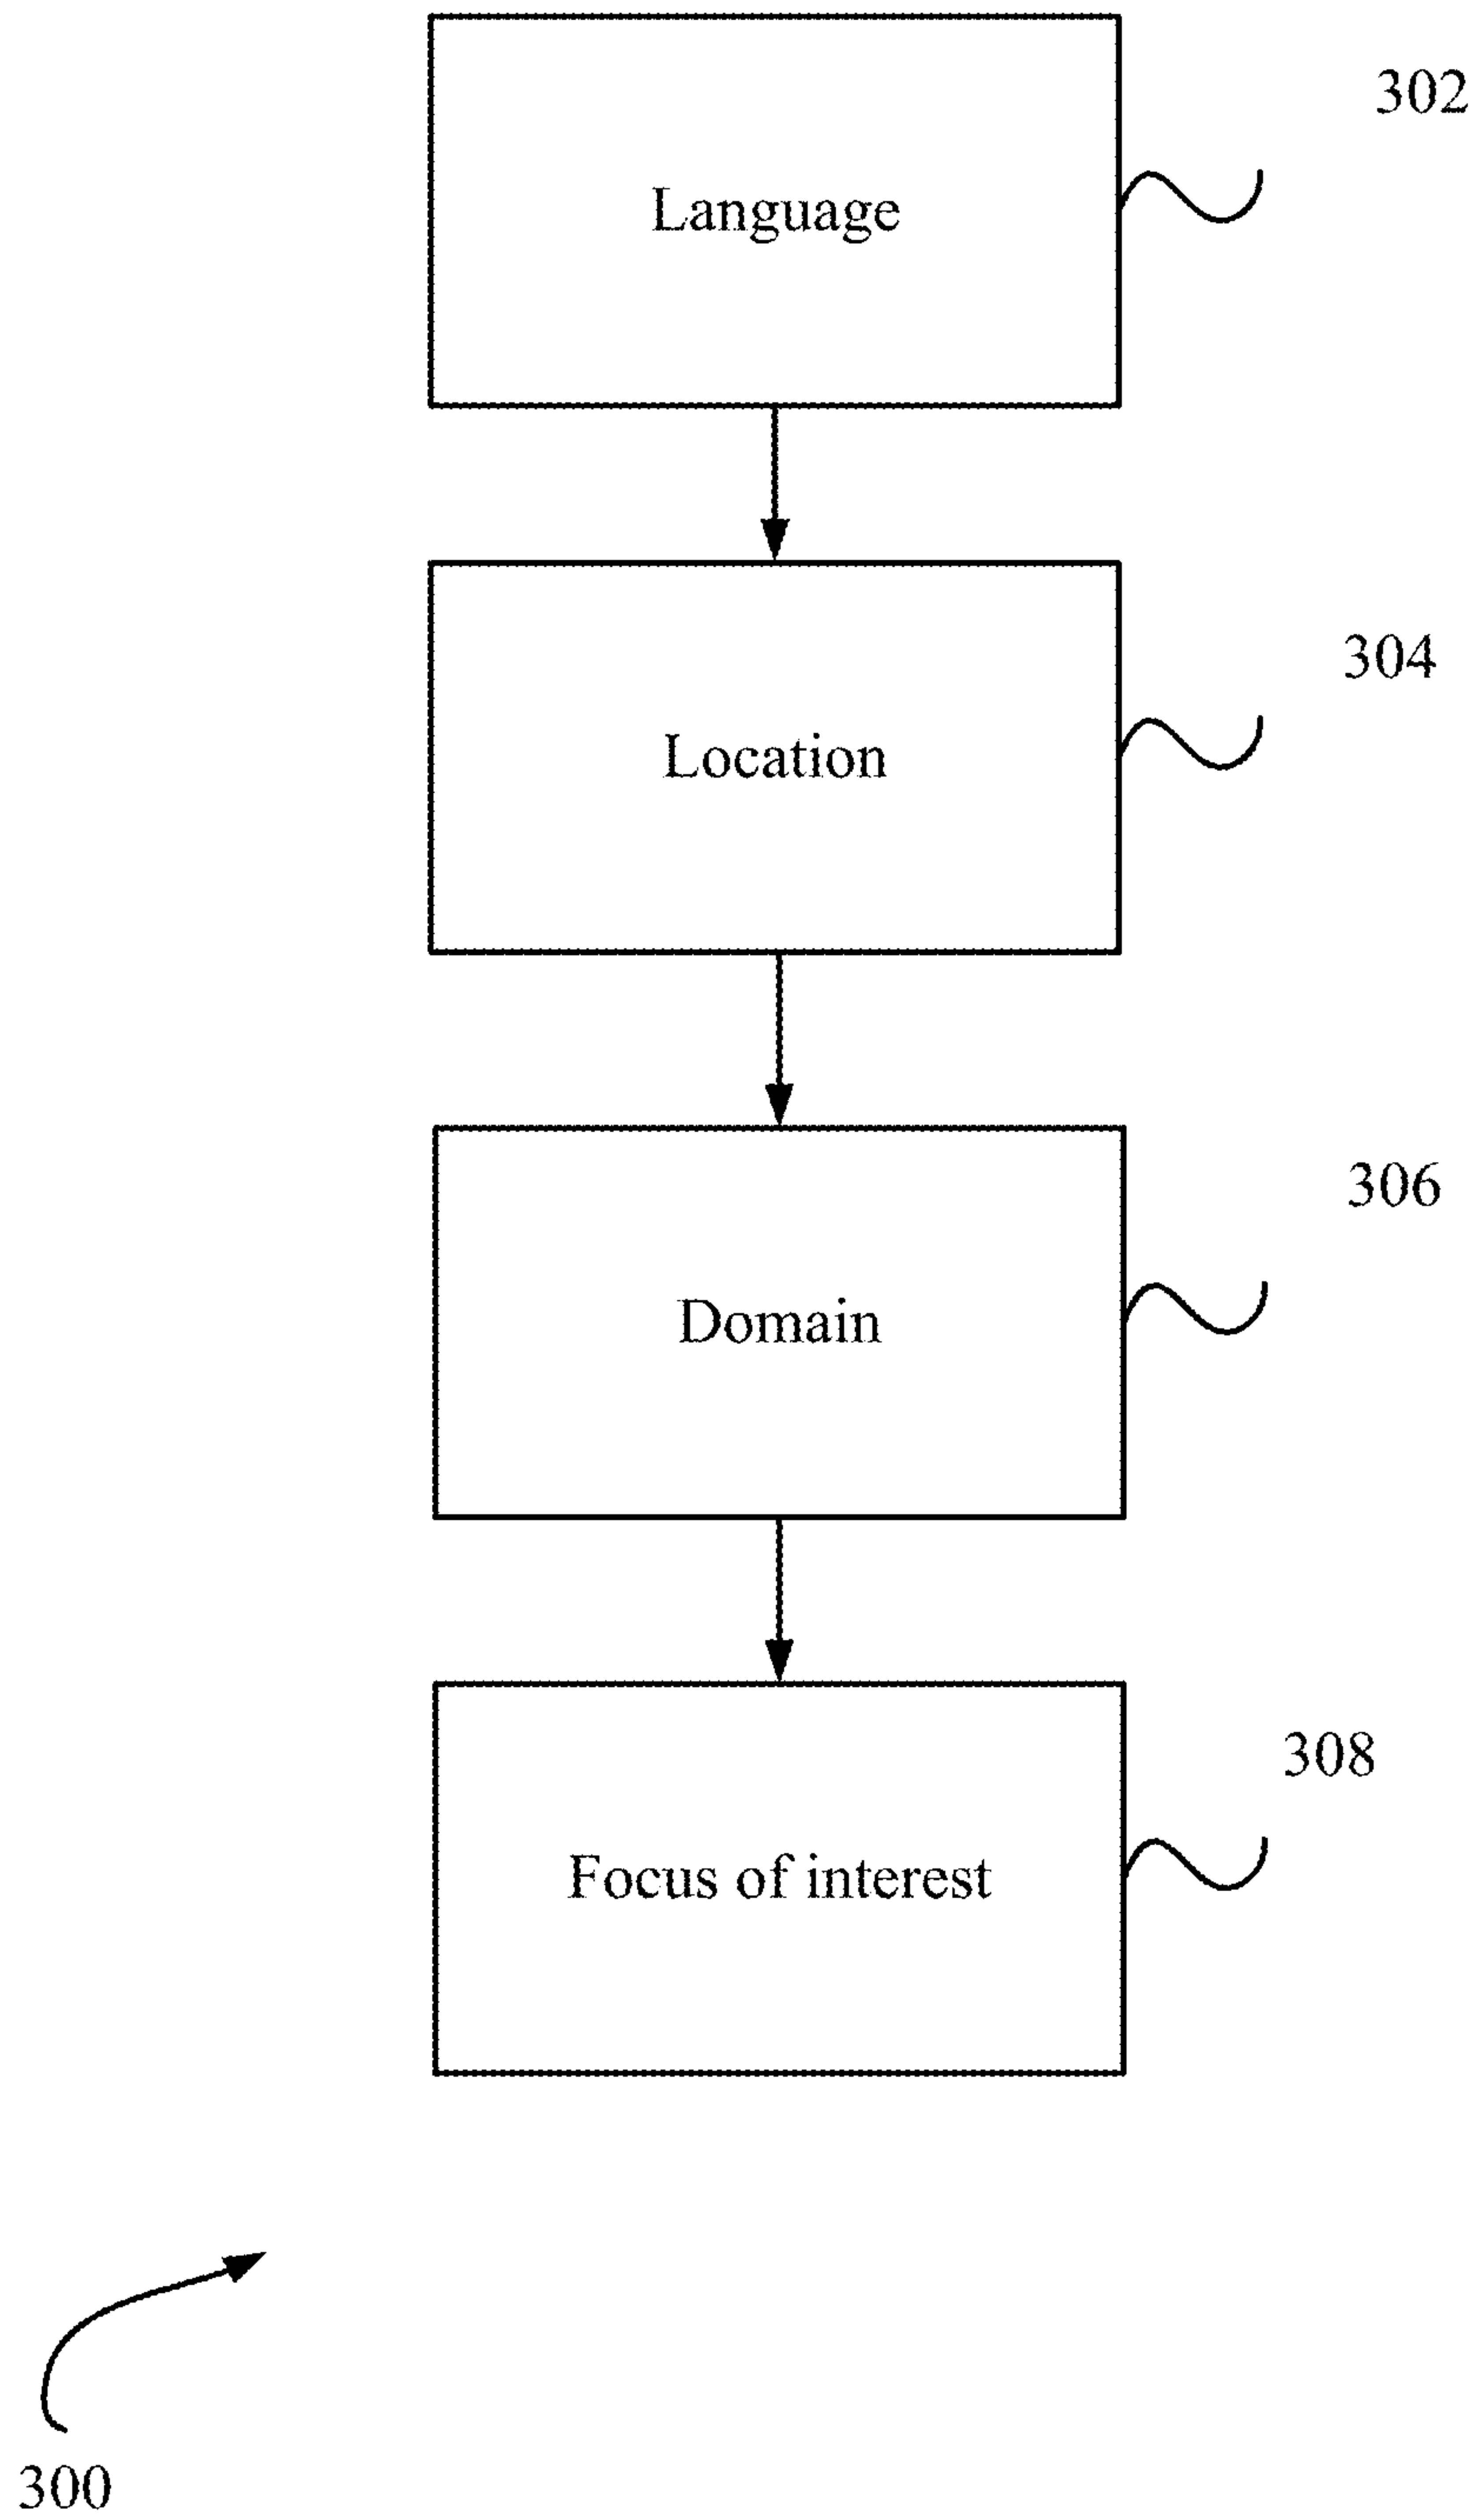 302
Language
304
Location
306
Domain
308
Focus of interest
300